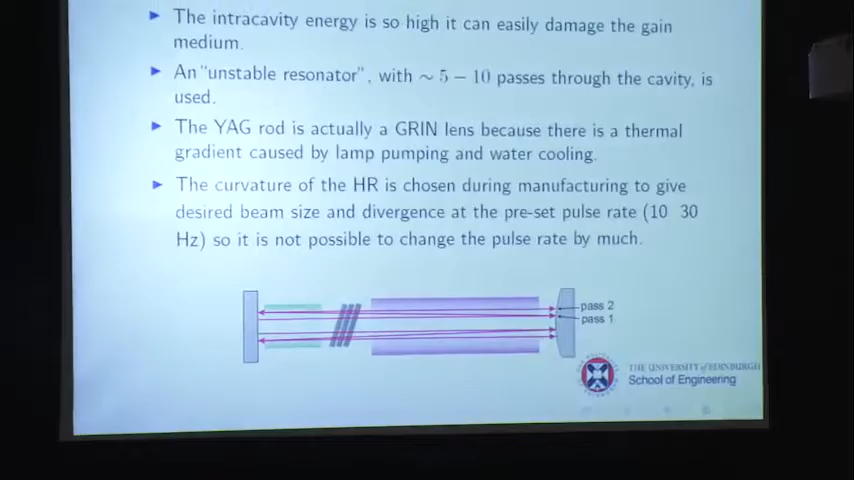 The intracavity energy is so high it can easily damage the gain
medium.
An "unstable resonator", with ∼ 5 − 10 passes through the cavity, is
used.
The YAG rod is actually a GRIN lens because there is a thermal
gradient caused by lamp pumping and water cooling.
The curvature of the HR is chosen during manufacturing to give
desired beam size and divergence at the pre-set pulse rate (10 30
Hz) so it is not possible to change the pulse rate by much.
pass 2
pass 1
THE UNIVERSITY of EDINBURGH
School of Engineering